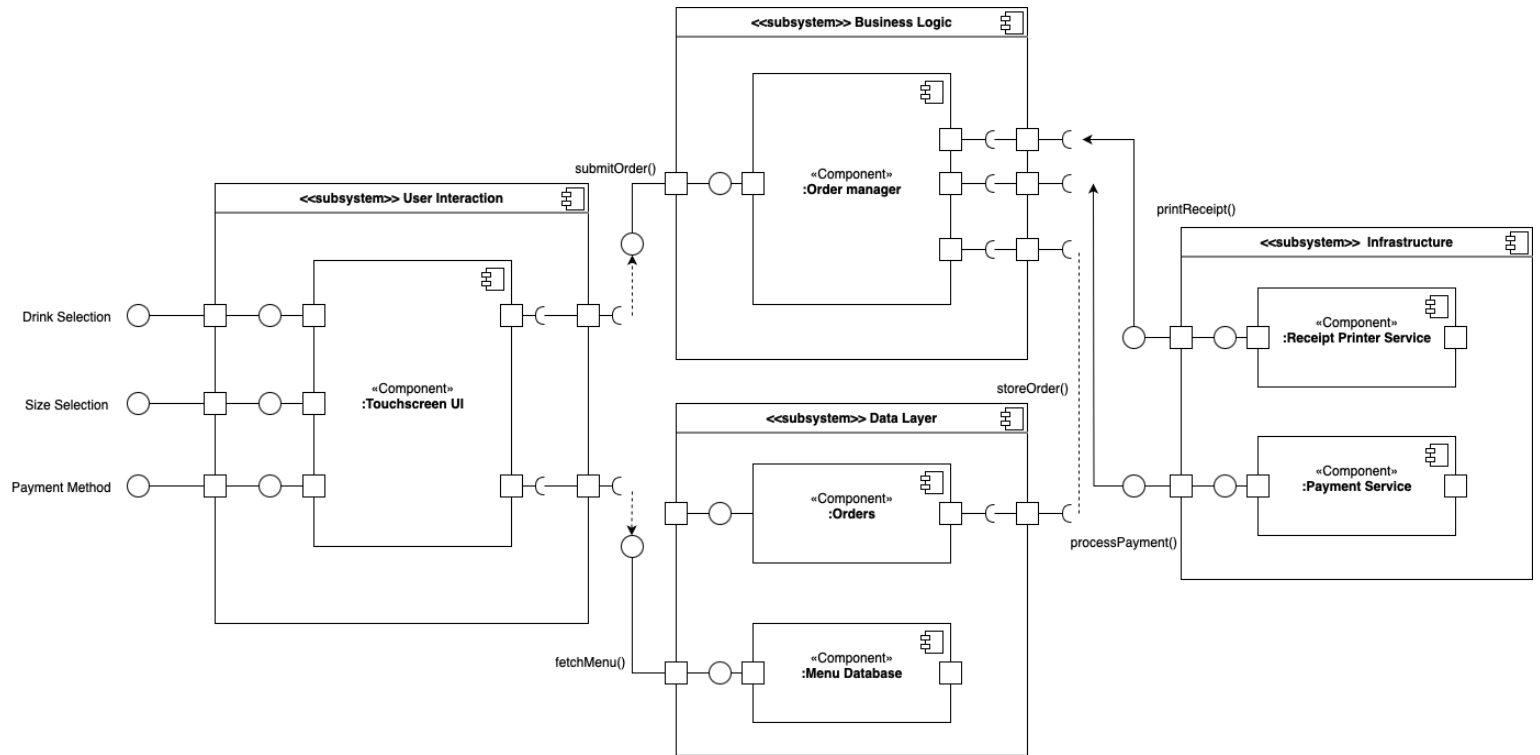 <<subsystem>> Business Logic
«Component»
:Order manager
submitOrder()
<<subsystem>> User Interaction
printReceipt()
<<subsystem>> Infrastructure
Drink Selection
«Component»
:Receipt Printer Service
«Component»
:Touchscreen UI
storeOrder()
Size Selection
<<subsystem>> Data Layer
Payment Method
«Component»
:Orders
«Component»
:Payment Service
processPayment()
fetchMenu()
«Component»
:Menu Database